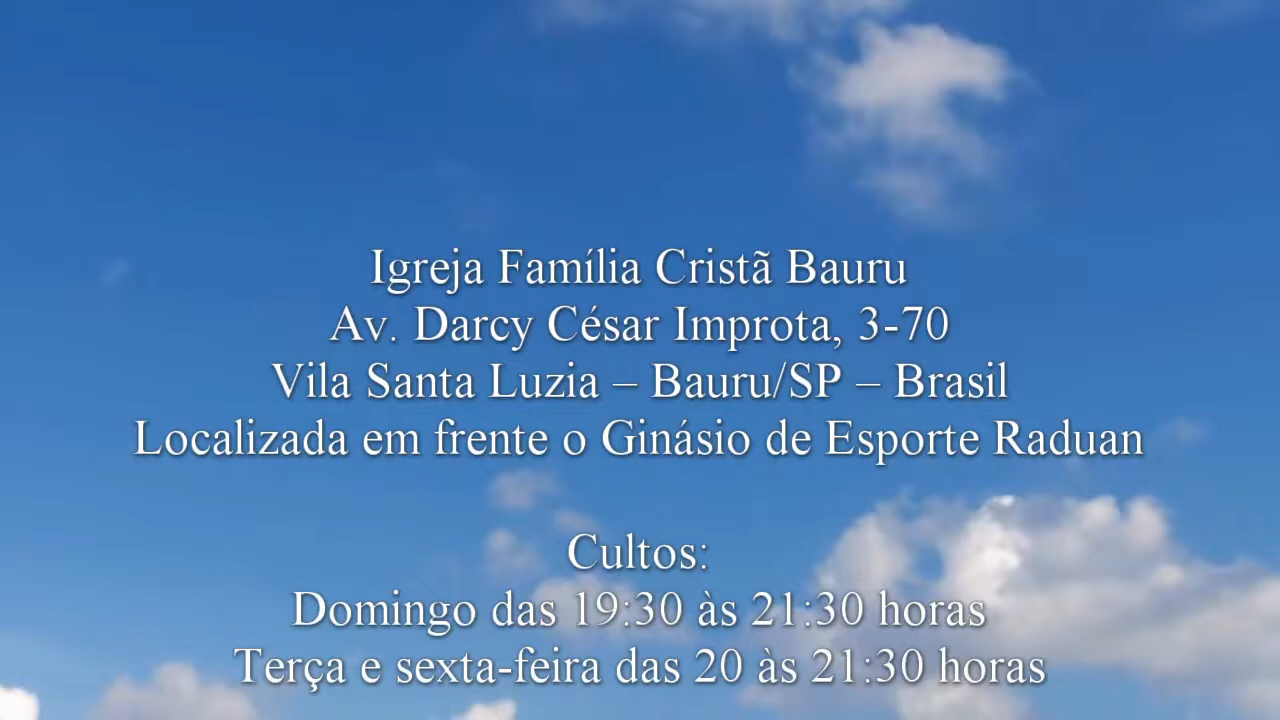 Igreja Família Cristã Bauru
Av. Darcy César Improta, 3-70
Vila Santa Luzia – Bauru/SP – Brasil
Localizada em frente o Ginásio de Esporte Raduan
Cultos:
Domingo das 19:30 às 21:30 horas
Terça e sexta-feira das 20 às 21:30 horas